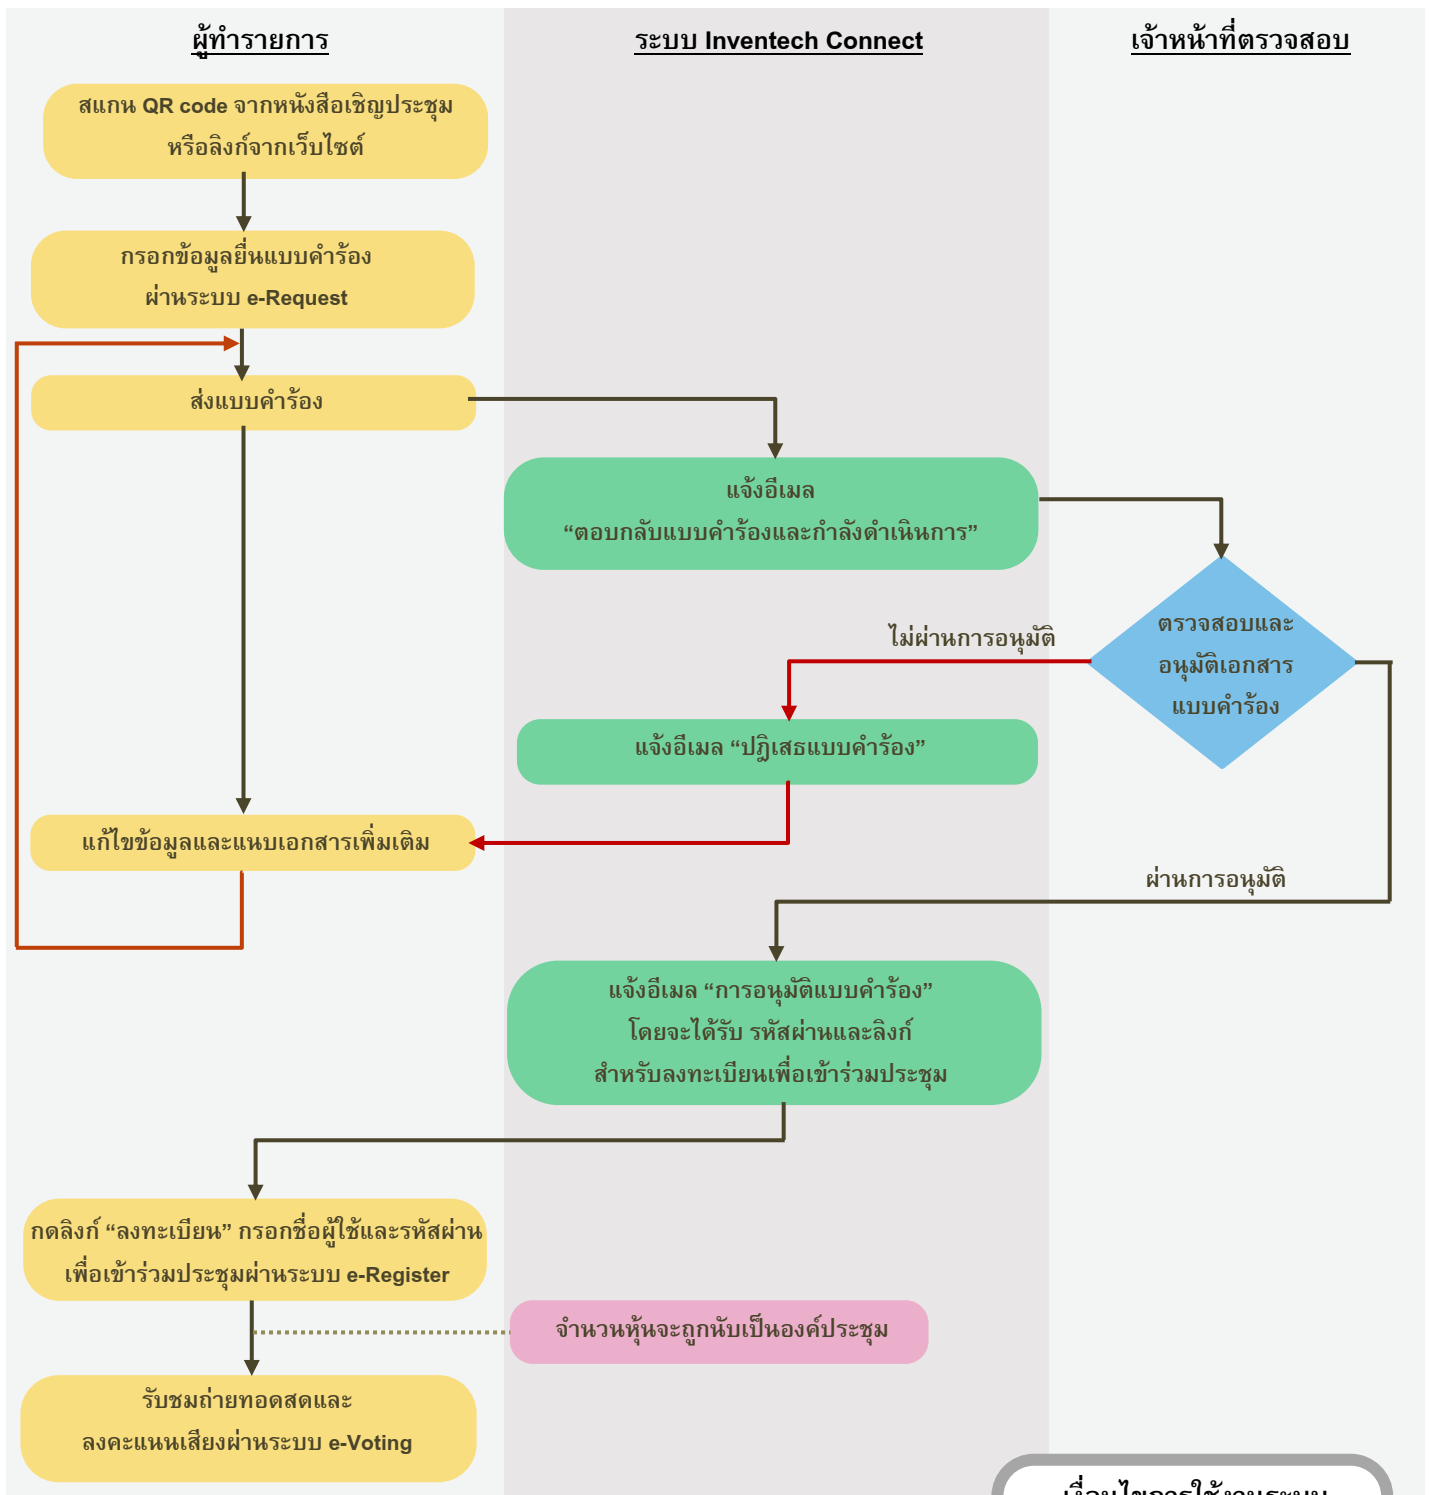 ผู้ทำรายการ
ระบบ Inventech Connect
เจ้าหน้าที่ตรวจสอบ
สแกน QR code จากหนังสือเชิญประชุม
หรือลิงก์จากเว็บไซต์
กรอกข้อมูลยื่นแบบคำร้อง
ผ่านระบบ e-Request
ส่งแบบคำร้อง
แจ้งอีเมล
“ตอบกลับแบบคำร้องและกำลังดำเนินการ”
ตรวจสอบและ
อนุมัติเอกสาร
แบบคำร้อง
ไม่ผ่านการอนุมัติ
แจ้งอีเมล “ปฎิเสธแบบคำร้อง”
แก้ไขข้อมูลและแนบเอกสารเพิ่มเติม
ผ่านการอนุมัติ
แจ้งอีเมล “การอนุมัติแบบคำร้อง”
โดยจะได้รับ รหัสผ่านและลิงก์
สำหรับลงทะเบียนเพื่อเข้าร่วมประชุม
กดลิงก์ “ลงทะเบียน” กรอกชื่อผู้ใช้และรหัสผ่าน
เพื่อเข้าร่วมประชุมผ่านระบบ e-Register
จำนวนหุ้นจะถูกนับเป็นองค์ประชุม
รับชมถ่ายทอดสดและ
ลงคะแนนเสียงผ่านระบบ e-Voting
เงื่อนไขการใช้งานระบบ